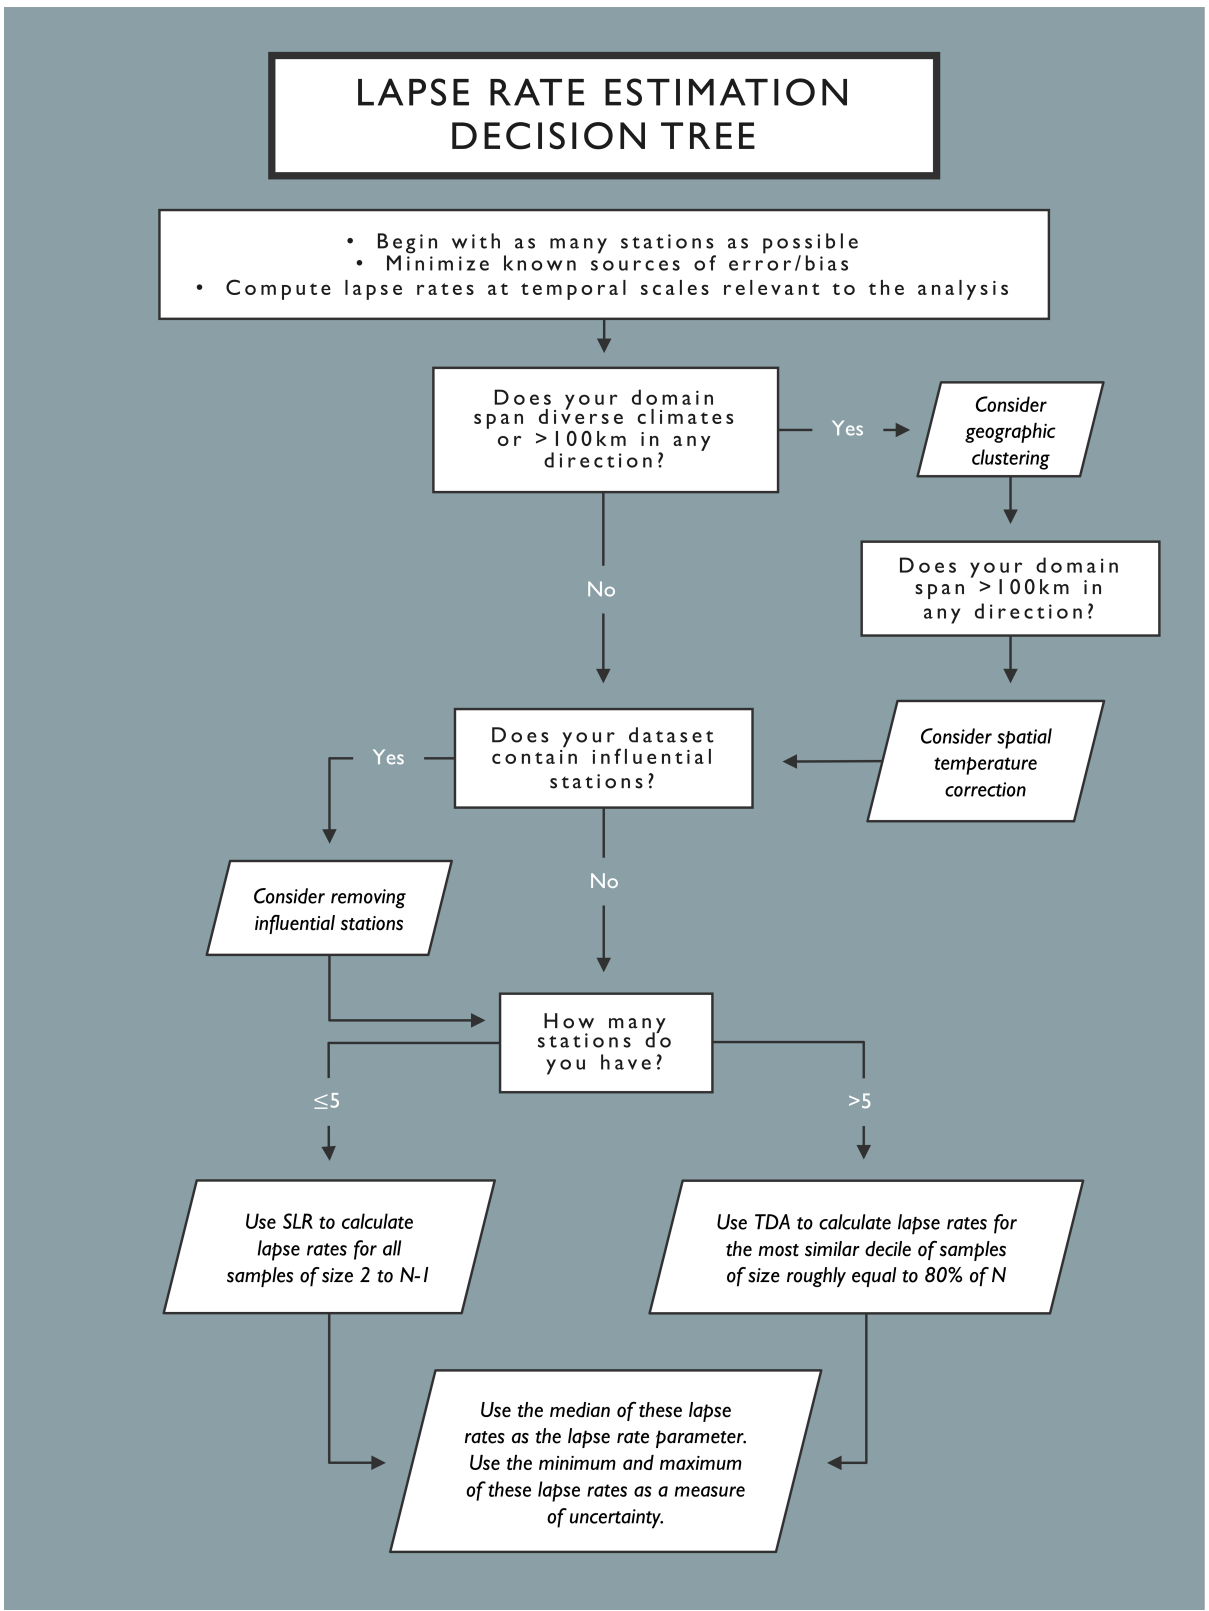 LAPSE RATE ESTIMATION
DECISION TREE
• Begin with as many stations as possible
• Minimize known sources of error/bias
• Compute lapse rates at temporal scales relevant to the analysis
Does your domain
span diverse climates
or >100km in any
direction?
Yes
Consider
geographic
clustering
No
Does your domain
span >100km in
any direction?
Consider spatial
temperature
correction
Does your dataset
contain influential
stations?
Yes
Consider removing
influential stations
No
How many
stations do
you have?
≤5
>5
Use SLR to calculate
lapse rates for all
samples of size 2 to N-1
Use TDA to calculate lapse rates for
the most similar decile of samples
of size roughly equal to 80% of N
Use the median of these lapse
rates as the lapse rate parameter.
Use the minimum and maximum
of these lapse rates as a measure
of uncertainty.